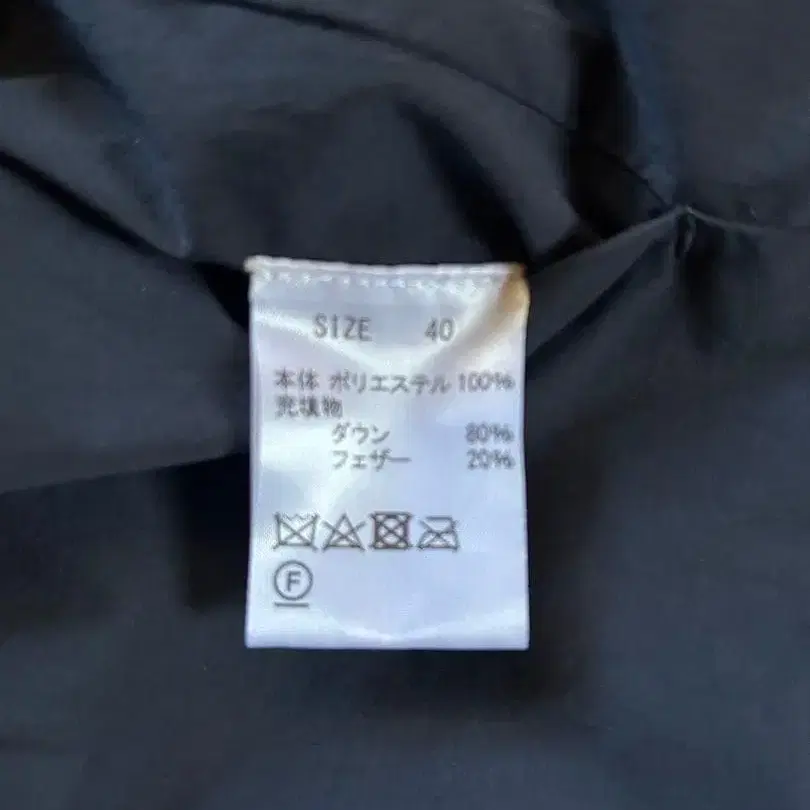 SIZE 40
本体 ポリエステル 100%
充填物
ダウン 80%
フェザー 20%
F